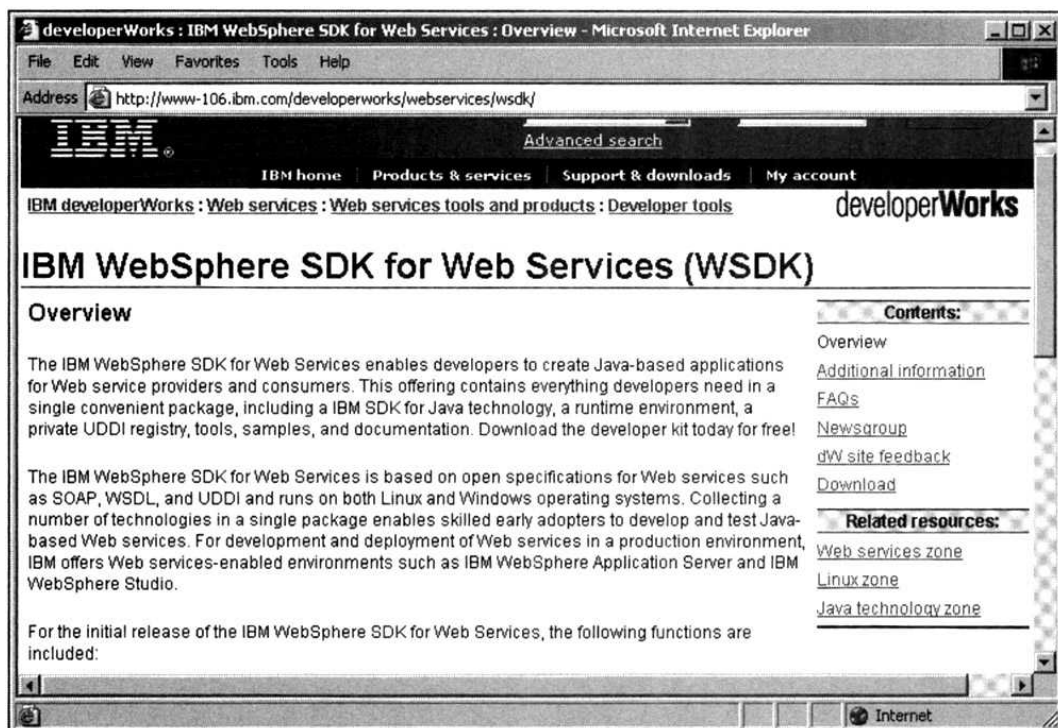 developerWorks : IBM WebSphere SDK for Web Services : Overview - Microsoft Internet Explorer
File Edit View Favorites Tools Help
Address http://www-106.ibm.com/developerworks/webservices/wsdk/
IBM®
Advanced search
IBM home Products & services Support & downloads My account
IBM developerWorks : Web services : Web services tools and products : Developer tools
developerWorks
IBM WebSphere SDK for Web Services (WSDK)
Overview
The IBM WebSphere SDK for Web Services enables developers to create Java-based applications
for Web service providers and consumers. This offering contains everything developers need in a
single convenient package, including a IBM SDK for Java technology, a runtime environment, a
private UDDI registry, tools, samples, and documentation. Download the developer kit today for free!
The IBM WebSphere SDK for Web Services is based on open specifications for Web services such
as SOAP, WSDL, and UDDI and runs on both Linux and Windows operating systems. Collecting a
number of technologies in a single package enables skilled early adopters to develop and test Java-
based Web services. For development and deployment of Web services in a production environment,
IBM offers Web services-enabled environments such as IBM WebSphere Application Server and IBM
WebSphere Studio.
For the initial release of the IBM WebSphere SDK for Web Services, the following functions are
included:
Contents:
Overview
Additional information
FAQs
Newsgroup
dW site feedback
Download
Related resources:
Web services zone
Linux zone
Java technology zone
Internet